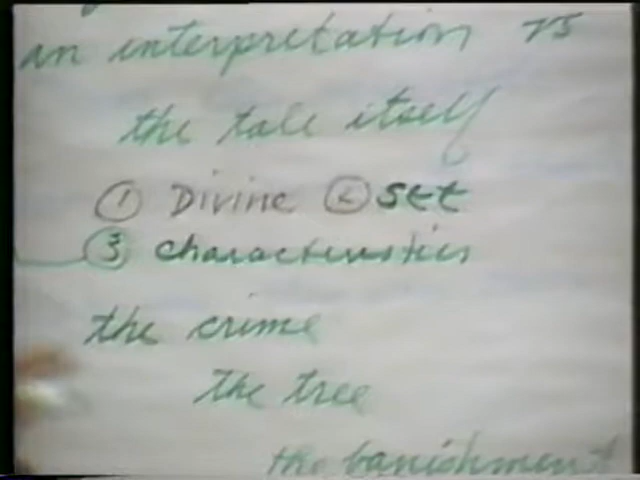 an interpretation vs
the tale itself
① Divine ② set
③ characteristics
the crime
the tree
the banishment